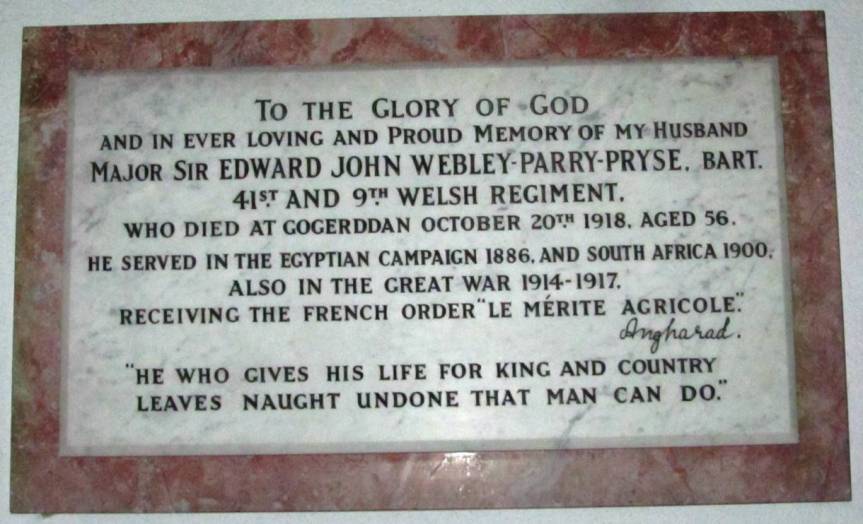 TO THE GLORY OF GOD
AND IN EVER LOVING AND PROUD MEMORY OF MY HUSBAND
MAJOR SIR EDWARD JOHN WEBLEY-PARRY-PRYSE, BART.
41ST AND 9TH WELSH REGIMENT,
WHO DIED AT GOGERDDAN OCTOBER 20TH 1918, AGED 56.
HE SERVED IN THE EGYPTIAN CAMPAIGN 1886, AND SOUTH AFRICA 1900,
ALSO IN THE GREAT WAR 1914-1917,
RECEIVING THE FRENCH ORDER "LE MÉRITE AGRICOLE."
Angharad.
"HE WHO GIVES HIS LIFE FOR KING AND COUNTRY
LEAVES NAUGHT UNDONE THAT MAN CAN DO."